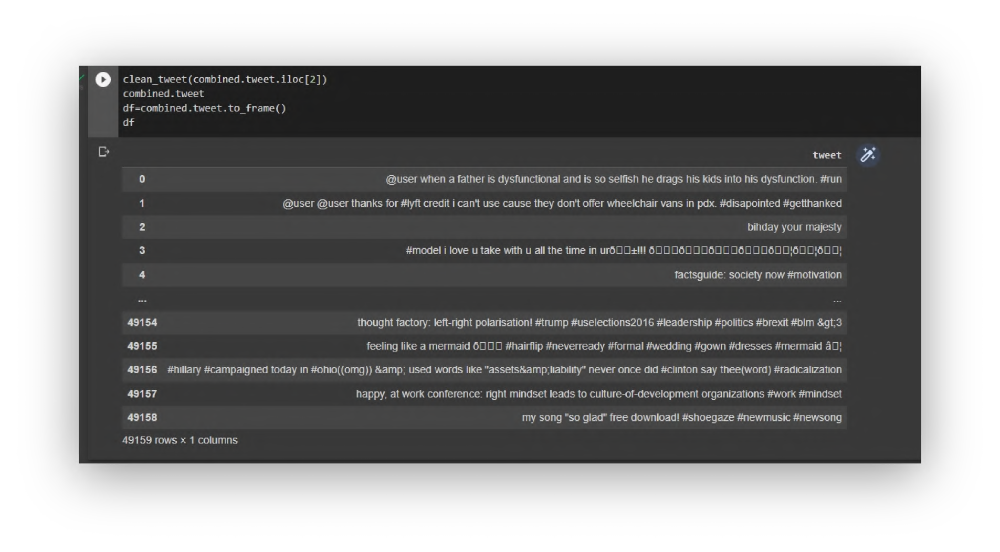 clean_tweet(combined.tweet.iloc[2])
combined.tweet
df=combined.tweet.to_frame()
df
tweet
0 @user when a father is dysfunctional and is so selfish he drags his kids into his dysfunction. #run
1 @user @user thanks for #lyft credit i can't use cause they don't offer wheelchair vans in pdx. #disapointed #getthanked
2 bihday your majesty
3 #model i love u take with u all the time in urð□□±!!! ð□□□ð□□□ð□□□ð□□□ð□□¦ð□□¦ð□□¦
4 factsguide: society now #motivation
... ...
49154 thought factory: left-right polarisation! #trump #uselections2016 #leadership #politics #brexit #blm &gt;3
49155 feeling like a mermaid ð□□□ #hairflip #neverready #formal #wedding #gown #dresses #mermaid â□¦
49156 #hillary #campaigned today in #ohio((omg)) &amp; used words like "assets&amp;liability" never once did #clinton say thee(word) #radicalization
49157 happy, at work conference: right mindset leads to culture-of-development organizations #work #mindset
49158 my song "so glad" free download! #shoegaze #newmusic #newsong
49159 rows × 1 columns